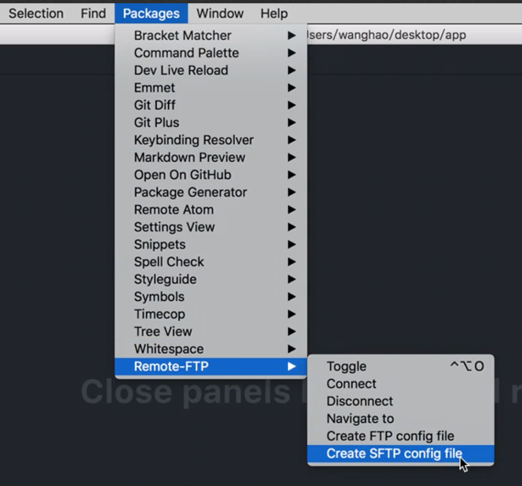 Selection Find Packages Window Help
sers/wanghao/desktop/app
Bracket Matcher ▶
Command Palette ▶
Dev Live Reload ▶
Emmet ▶
Git Diff ▶
Git Plus ▶
Keybinding Resolver ▶
Markdown Preview ▶
Open On GitHub ▶
Package Generator ▶
Remote Atom ▶
Settings View ▶
Snippets ▶
Spell Check ▶
Styleguide ▶
Symbols ▶
Timecop ▶
Tree View ▶
Whitespace ▶
Remote-FTP ▶
Toggle ^⌥O
Connect
Disconnect
Navigate to
Create FTP config file
Create SFTP config file
Close panels